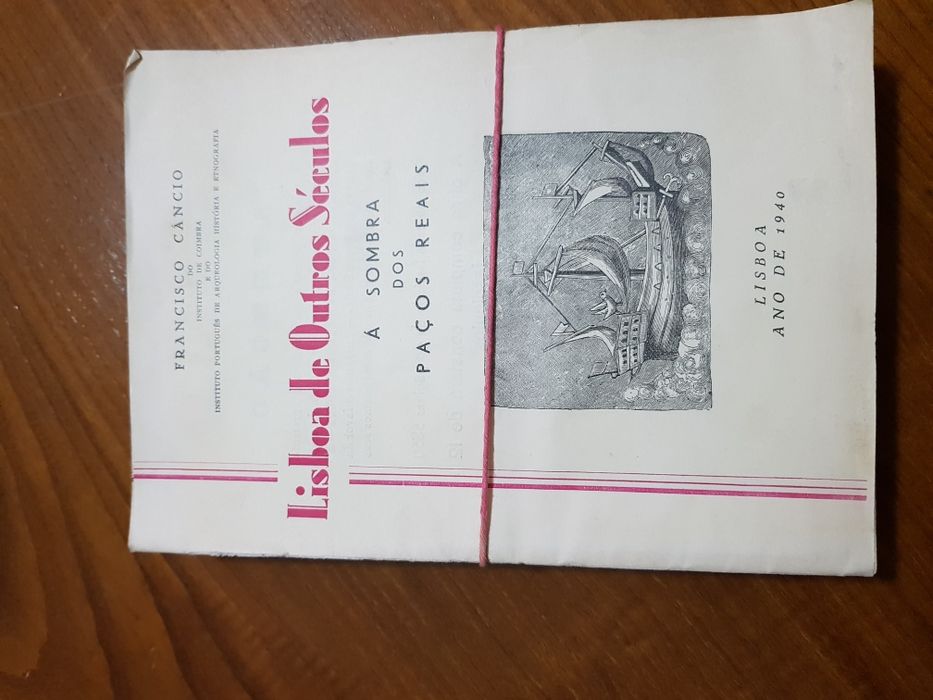 FRANCISCO CÂNCIO
DO
INSTITUTO DE COIMBRA
E DO
INSTITUTO PORTUGUÊS DE ARQUEOLOGIA HISTÓRIA E ETNOGRAFIA
Lisboa de Outros Séculos
Á SOMBRA
DOS
PAÇOS REAIS
LISBOA
ANO DE 1940